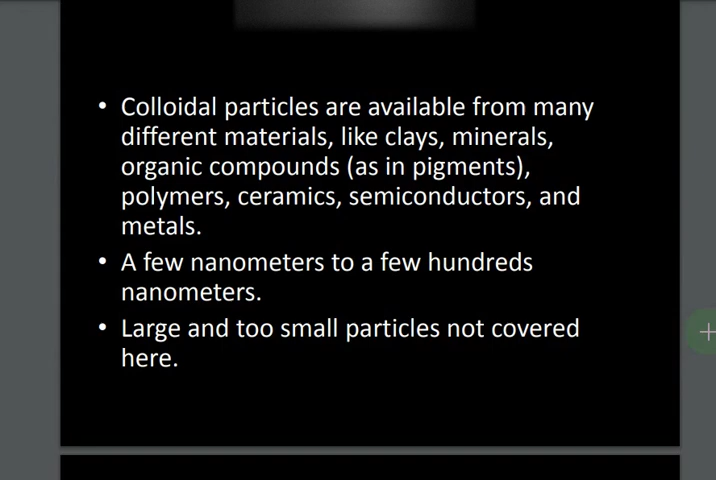 • Colloidal particles are available from many
different materials, like clays, minerals,
organic compounds (as in pigments),
polymers, ceramics, semiconductors, and
metals.
• A few nanometers to a few hundreds
nanometers.
• Large and too small particles not covered
here.